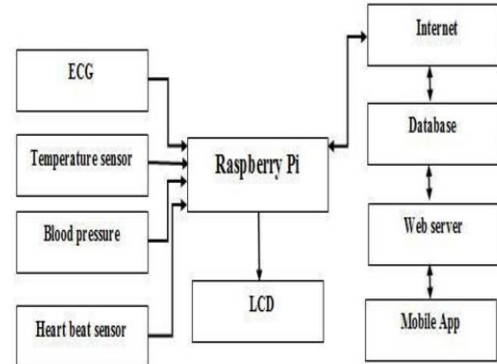 ECG
Temperature sensor
Blood pressure
Heart beat sensor
Raspberry Pi
LCD
Internet
Database
Web server
Mobile App